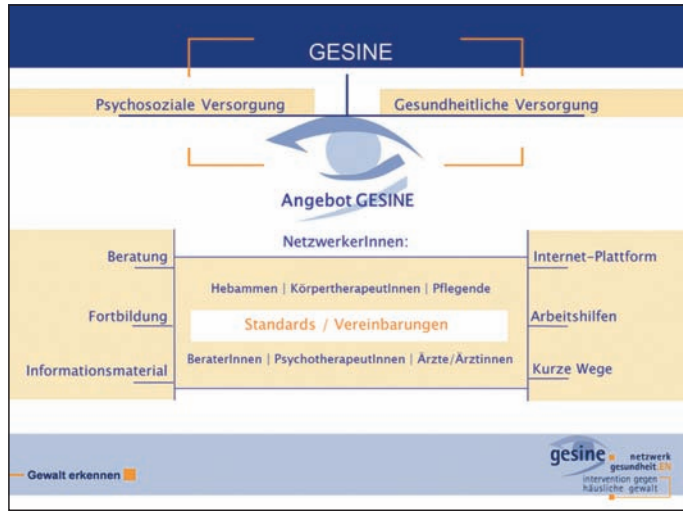 GESINE
Psychosoziale Versorgung
Gesundheitliche Versorgung
Angebot GESINE
NetzwerkerInnen:
Beratung
Internet-Plattform
Hebammen | KörpertherapeutInnen | Pflegende
Fortbildung
Standards / Vereinbarungen
Arbeitshilfen
BeraterInnen | PsychotherapeutInnen | Ärzte/Ärztinnen
Informationsmaterial
Kurze Wege
Gewalt erkennen
gesine netzwerk
gesundheit.EN
intervention gegen
häusliche gewalt